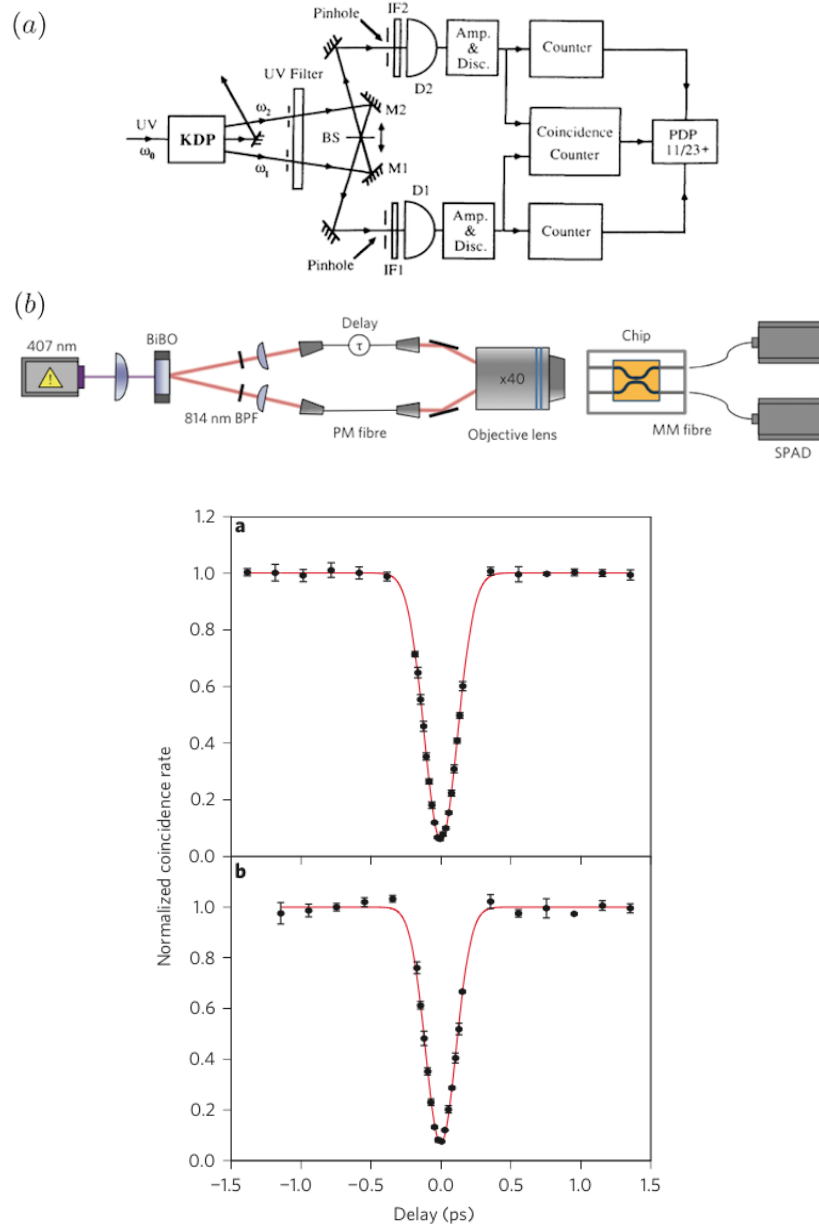 (a)
Pinhole
IF2
Amp.
&
Disc.
Counter
UV Filter
D2
UV
ω₀
KDP
ω₂
ω₁
M2
BS
M1
Coincidence
Counter
PDP
11/23+
D1
Amp.
&
Disc.
Counter
Pinhole
IF1
(b)
407 nm
!
BiBO
Delay
τ
x40
Chip
814 nm BPF
PM fibre
Objective lens
MM fibre
SPAD
a
1.2
1.0
0.8
0.6
0.4
0.2
0.0
b
1.0
0.8
0.6
0.4
0.2
0.0
Normalized coincidence rate
−1.5 −1.0 −0.5 0.0 0.5 1.0 1.5
Delay (ps)